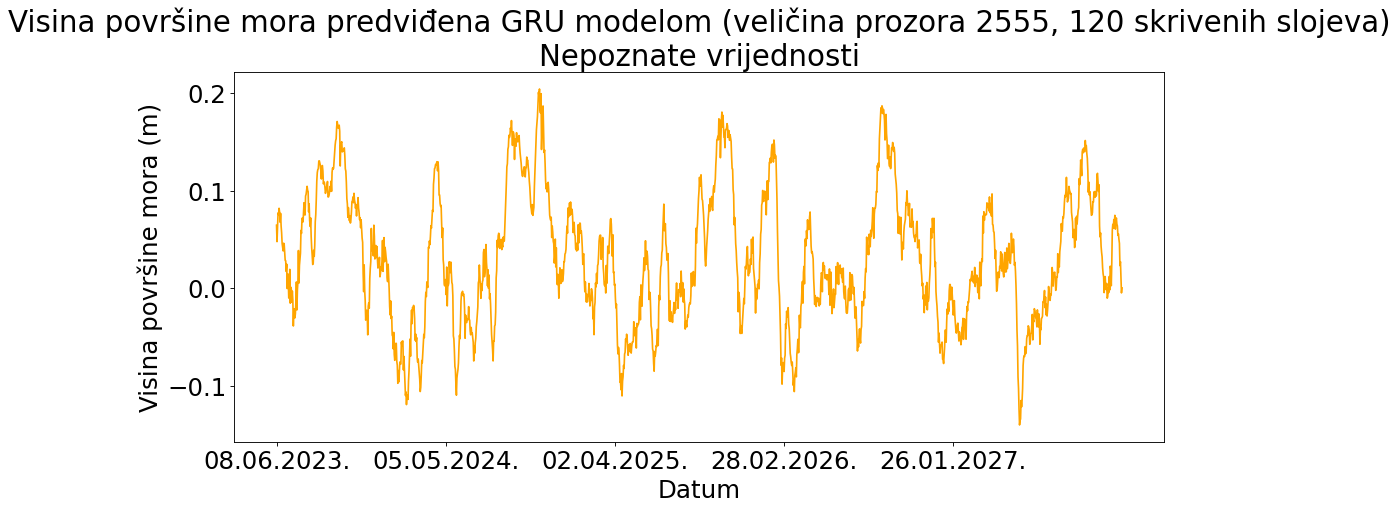 Visina površine mora predviđena GRU modelom (veličina prozora 2555, 120 skrivenih slojeva)
Nepoznate vrijednosti
Visina površine mora (m)
0.2
0.1
0.0
−0.1
08.06.2023. 05.05.2024. 02.04.2025. 28.02.2026. 26.01.2027.
Datum